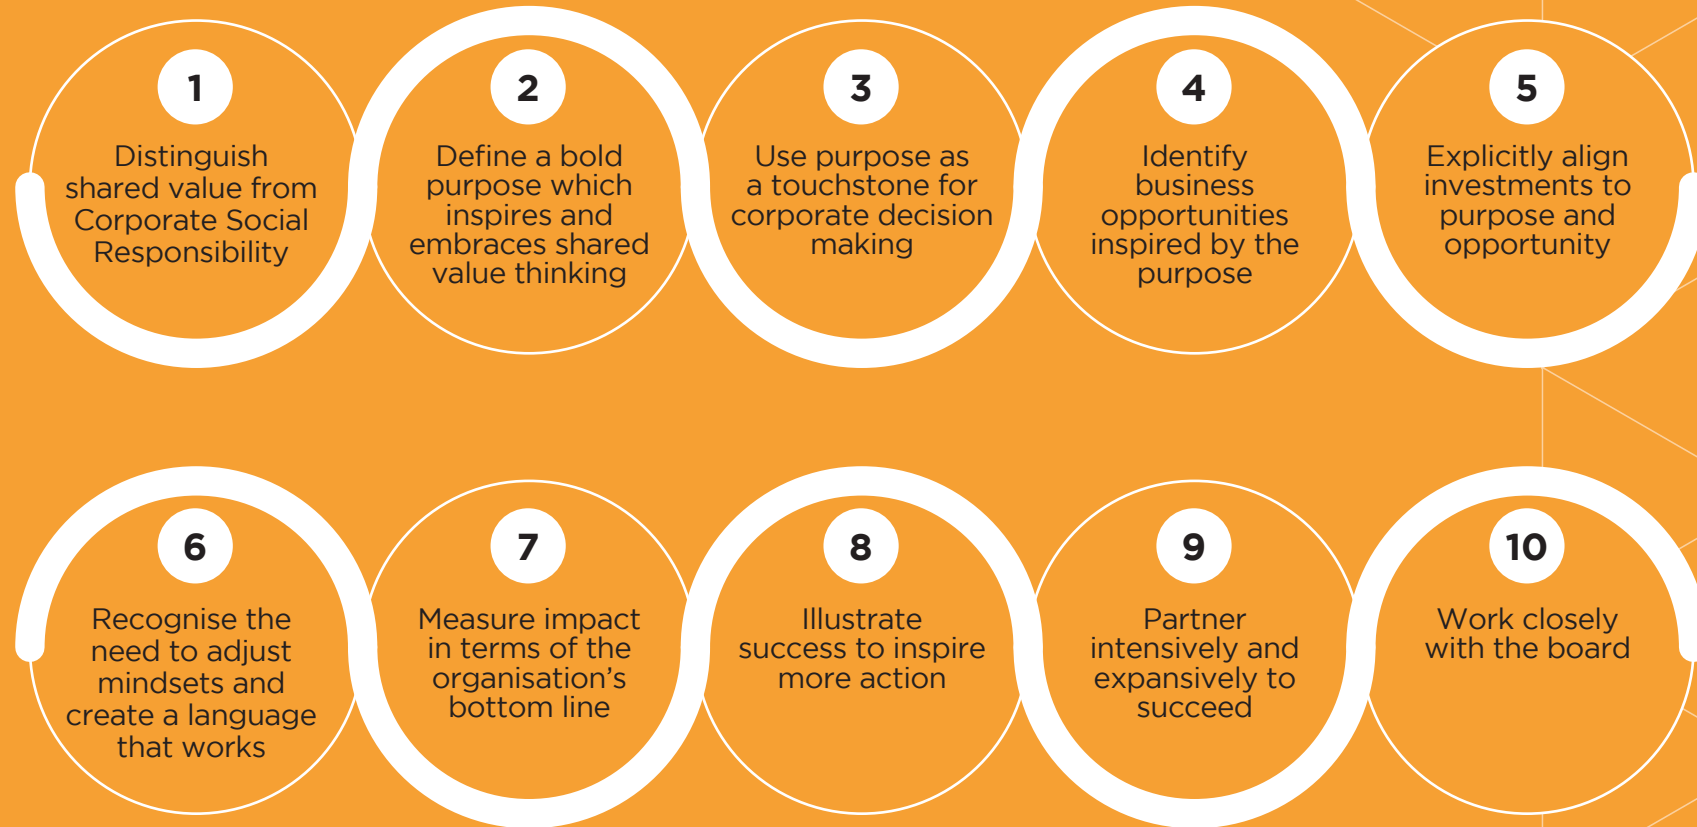 1
Distinguish
shared value from
Corporate Social
Responsibility
2
Define a bold
purpose which
inspires and
embraces shared
value thinking
3
Use purpose as
a touchstone for
corporate decision
making
4
Identify
business
opportunities
inspired by the
purpose
5
Explicitly align
investments to
purpose and
opportunity
6
Recognise the
need to adjust
mindsets and
create a language
that works
7
Measure impact
in terms of the
organisation’s
bottom line
8
Illustrate
success to inspire
more action
9
Partner
intensively and
expansively to
succeed
10
Work closely
with the board